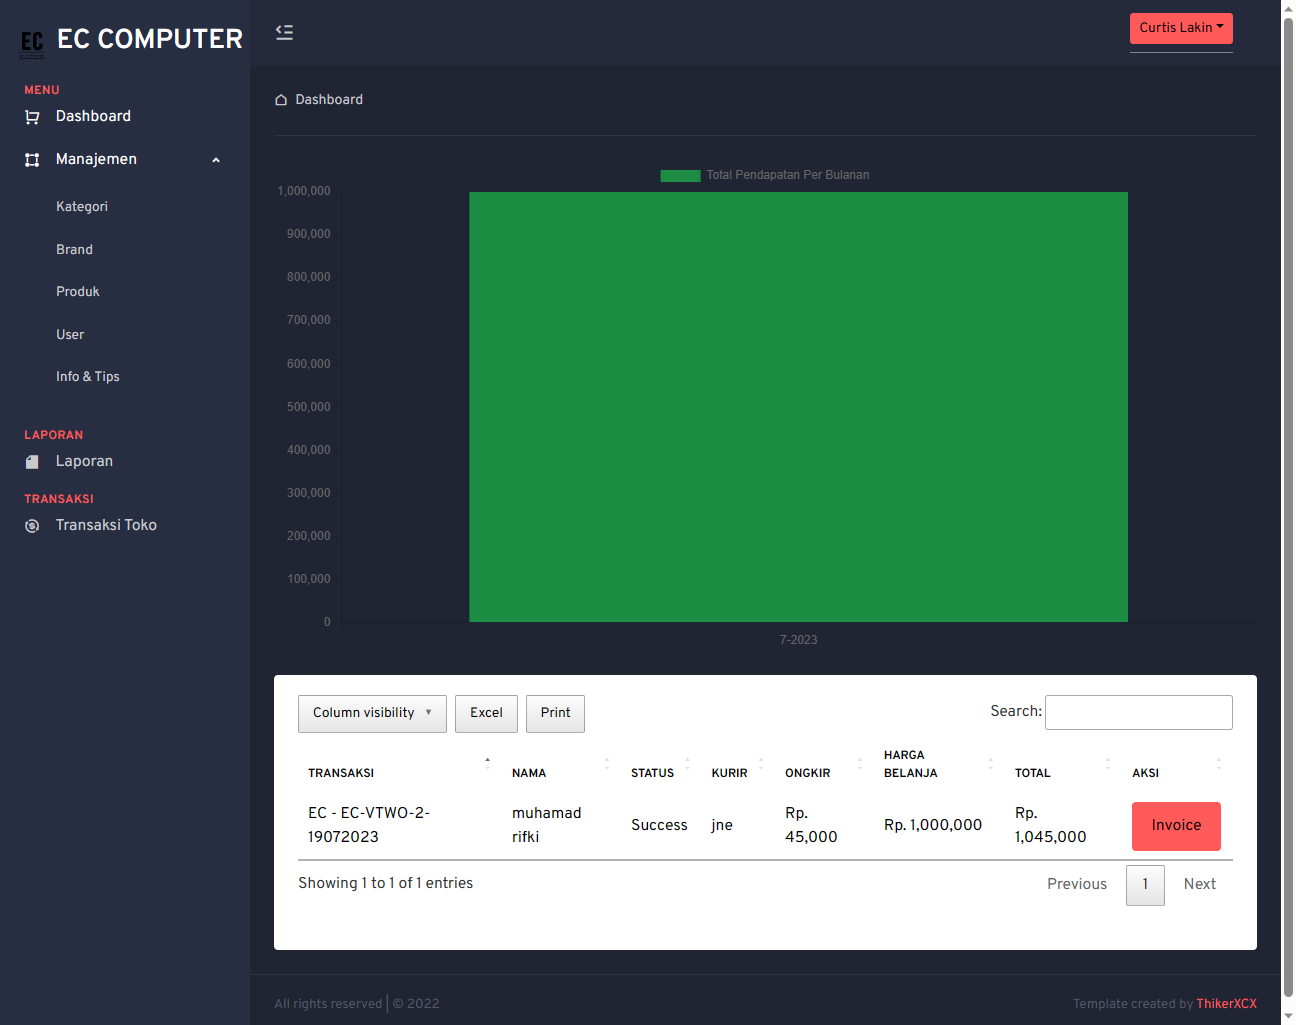 EC
EC COMPUTER
Curtis Lakin
MENU
Dashboard
Manajemen
Kategori
Brand
Produk
User
Info & Tips
LAPORAN
Laporan
TRANSAKSI
Transaksi Toko
Dashboard
Total Pendapatan Per Bulanan
1,000,000
900,000
800,000
700,000
600,000
500,000
400,000
300,000
200,000
100,000
0
7-2023
Column visibility ▼ Excel Print
Search:
TRANSAKSI NAMA STATUS KURIR ONGKIR HARGA BELANJA TOTAL AKSI
EC - EC-VTWO-2-19072023 muhamad rifki Success jne Rp. 45,000 Rp. 1,000,000 Rp. 1,045,000 Invoice
Showing 1 to 1 of 1 entries
Previous 1 Next
All rights reserved | © 2022
Template created by ThikerXCX